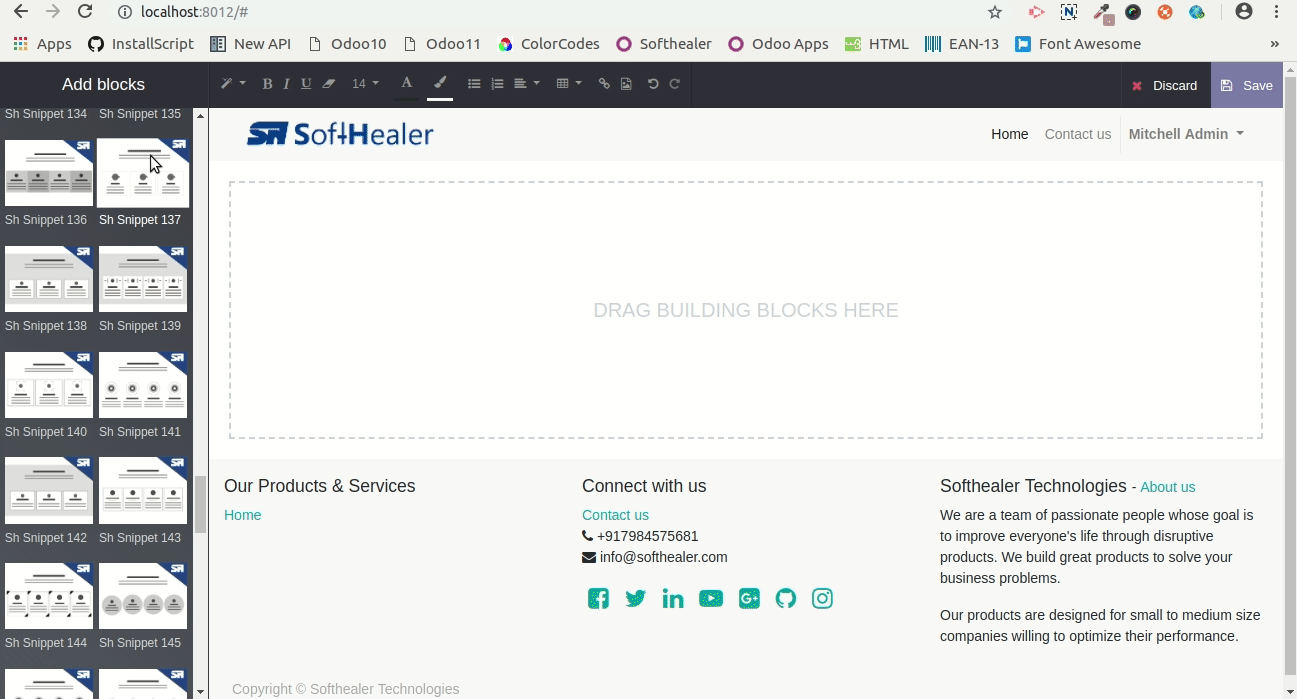 localhost:8012/#
Apps InstallScript New API Odoo10 Odoo11 ColorCodes Softhealer Odoo Apps HTML EAN-13 Font Awesome »
Add blocks B I U 14 A Discard Save
Sh Snippet 134 Sh Snippet 135
SoftHealer Home Contact us Mitchell Admin
Sh Snippet 136 Sh Snippet 137
DRAG BUILDING BLOCKS HERE
Sh Snippet 138 Sh Snippet 139
Sh Snippet 140 Sh Snippet 141
Sh Snippet 142 Sh Snippet 143
Sh Snippet 144 Sh Snippet 145
Our Products & Services
Home
Connect with us
Contact us
+917984575681
info@softhealer.com
Softhealer Technologies - About us
We are a team of passionate people whose goal is
to improve everyone's life through disruptive
products. We build great products to solve your
business problems.
Our products are designed for small to medium size
companies willing to optimize their performance.
Copyright © Softhealer Technologies